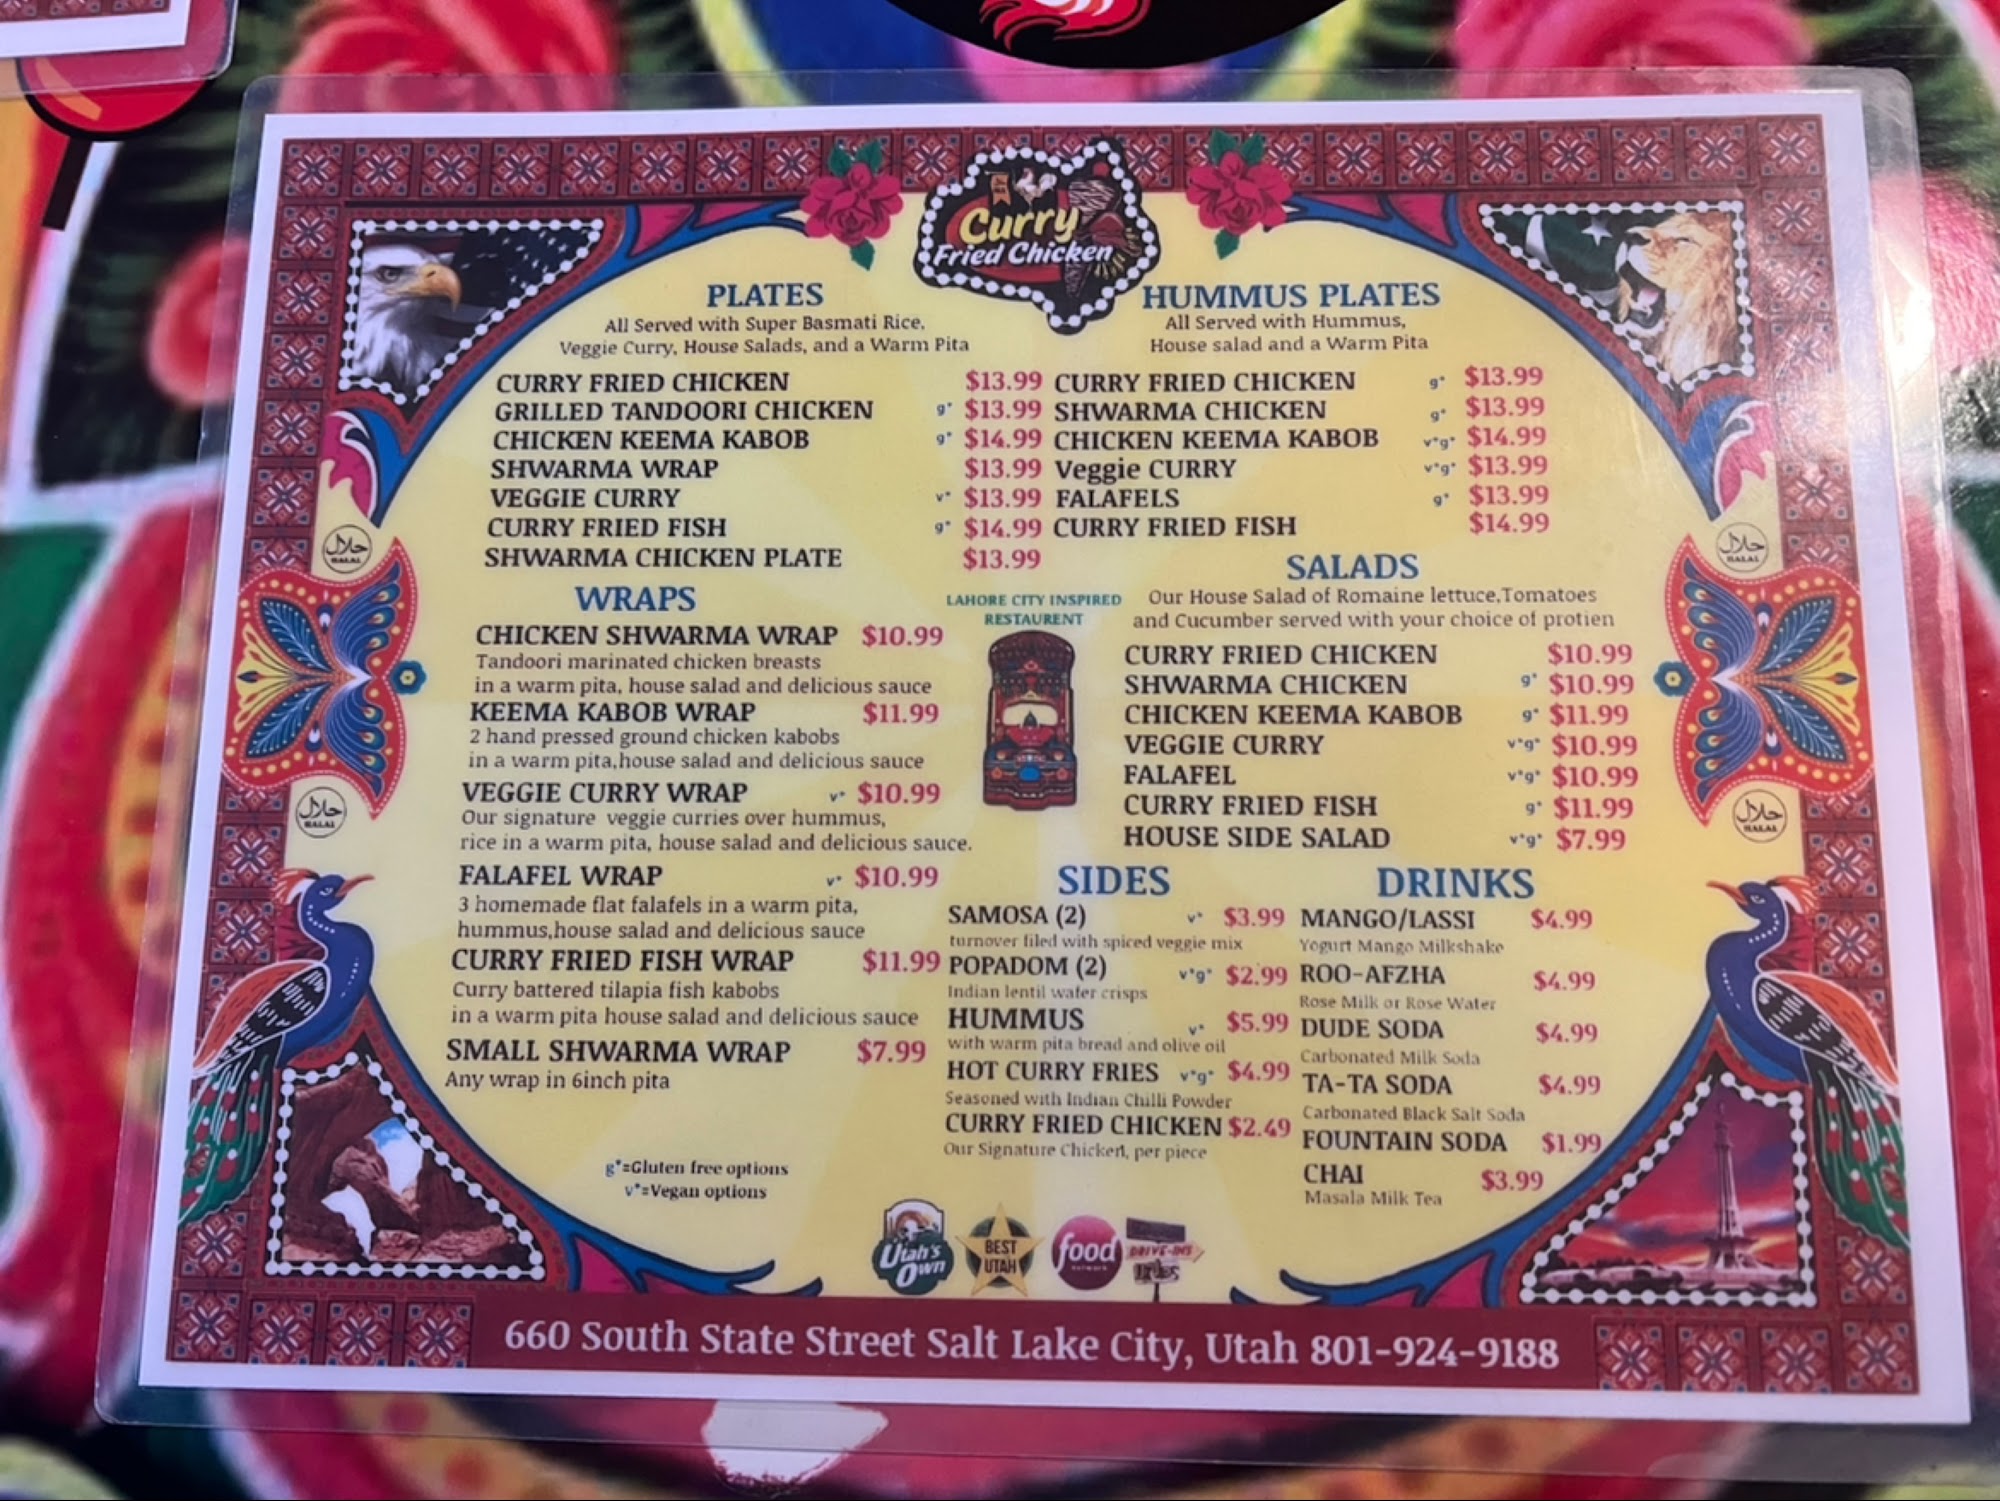 Curry
Fried Chicken
PLATES
All Served with Super Basmati Rice,
Veggie Curry, House Salads, and a Warm Pita
CURRY FRIED CHICKEN $13.99
GRILLED TANDOORI CHICKEN g* $13.99
CHICKEN KEEMA KABOB g* $14.99
SHWARMA WRAP $13.99
VEGGIE CURRY v* $13.99
CURRY FRIED FISH g* $14.99
SHWARMA CHICKEN PLATE $13.99
HUMMUS PLATES
All Served with Hummus,
House salad and a Warm Pita
CURRY FRIED CHICKEN g* $13.99
SHWARMA CHICKEN g* $13.99
CHICKEN KEEMA KABOB v*g* $14.99
Veggie CURRY v*g* $13.99
FALAFELS g* $13.99
CURRY FRIED FISH $14.99
حلال
HALAL
حلال
HALAL
WRAPS
CHICKEN SHWARMA WRAP $10.99
Tandoori marinated chicken breasts
in a warm pita, house salad and delicious sauce
KEEMA KABOB WRAP $11.99
2 hand pressed ground chicken kabobs
in a warm pita,house salad and delicious sauce
VEGGIE CURRY WRAP v* $10.99
Our signature veggie curries over hummus,
rice in a warm pita, house salad and delicious sauce.
FALAFEL WRAP v* $10.99
3 homemade flat falafels in a warm pita,
hummus,house salad and delicious sauce
CURRY FRIED FISH WRAP $11.99
Curry battered tilapia fish kabobs
in a warm pita house salad and delicious sauce
SMALL SHWARMA WRAP $7.99
Any wrap in 6inch pita
g*=Gluten free options
v*=Vegan options
LAHORE CITY INSPIRED
RESTAURENT
SALADS
Our House Salad of Romaine lettuce,Tomatoes
and Cucumber served with your choice of protien
CURRY FRIED CHICKEN $10.99
SHWARMA CHICKEN g* $10.99
CHICKEN KEEMA KABOB g* $11.99
VEGGIE CURRY v*g* $10.99
FALAFEL v*g* $10.99
CURRY FRIED FISH g* $11.99
HOUSE SIDE SALAD v*g* $7.99
حلال
HALAL
حلال
HALAL
SIDES
SAMOSA (2) v* $3.99
turnover filed with spiced veggie mix
POPADOM (2) v*g* $2.99
Indian lentil wafer crisps
HUMMUS v* $5.99
with warm pita bread and olive oil
HOT CURRY FRIES v*g* $4.99
Seasoned with Indian Chilli Powder
CURRY FRIED CHICKEN $2.49
Our Signature Chicken, per piece
DRINKS
MANGO/LASSI $4.99
Yogurt Mango Milkshake
ROO-AFZHA $4.99
Rose Milk or Rose Water
DUDE SODA $4.99
Carbonated Milk Soda
TA-TA SODA $4.99
Carbonated Black Salt Soda
FOUNTAIN SODA $1.99
CHAI $3.99
Masala Milk Tea
Utah's
Own
BEST
UTAH
food
network
DRIVE-INS
660 South State Street Salt Lake City, Utah 801-924-9188